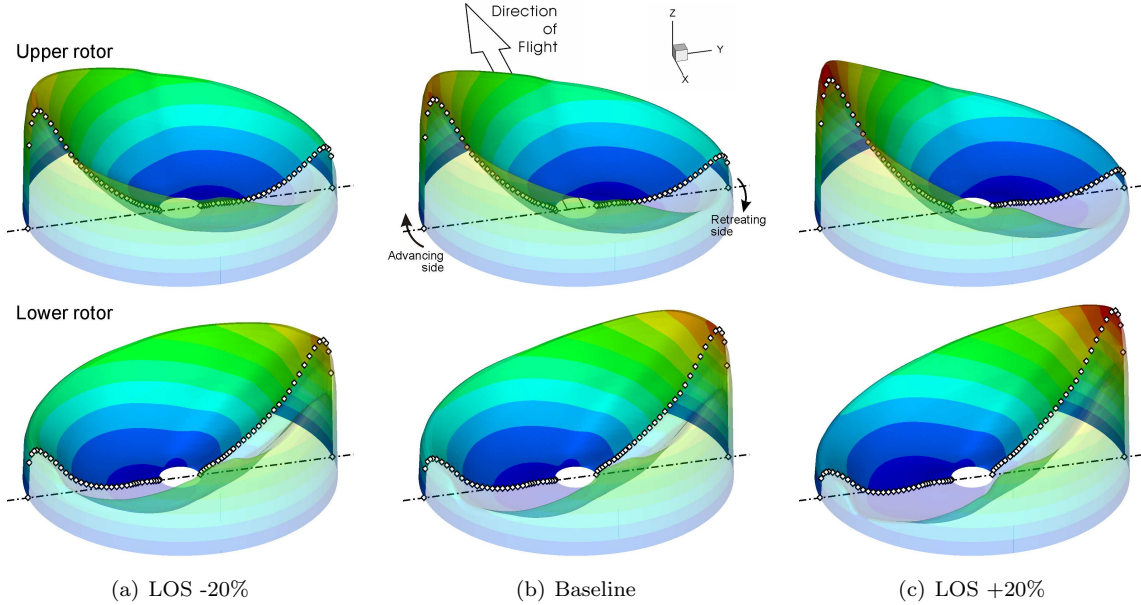 Direction
of
Flight
Z
Y
X
Upper rotor
Advancing
side
Retreating
side
Lower rotor
(a) LOS -20%
(b) Baseline
(c) LOS +20%